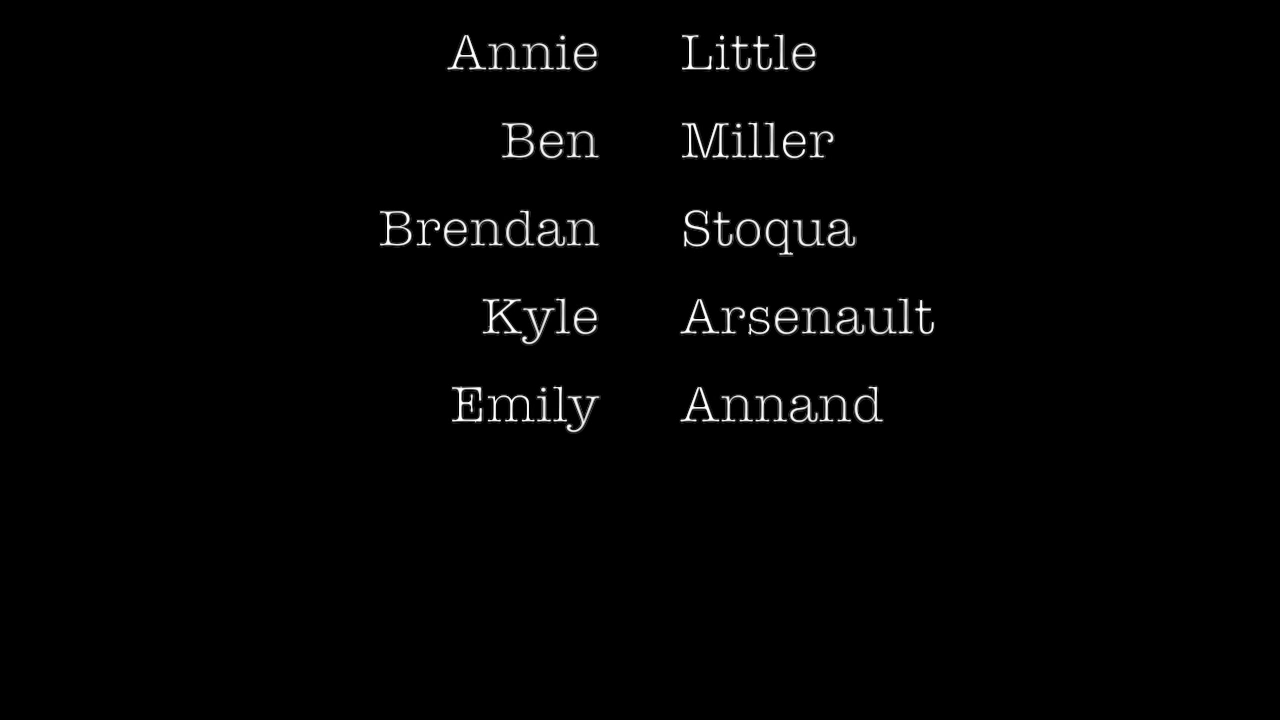 Annie Little
Ben Miller
Brendan Stoqua
Kyle Arsenault
Emily Annand